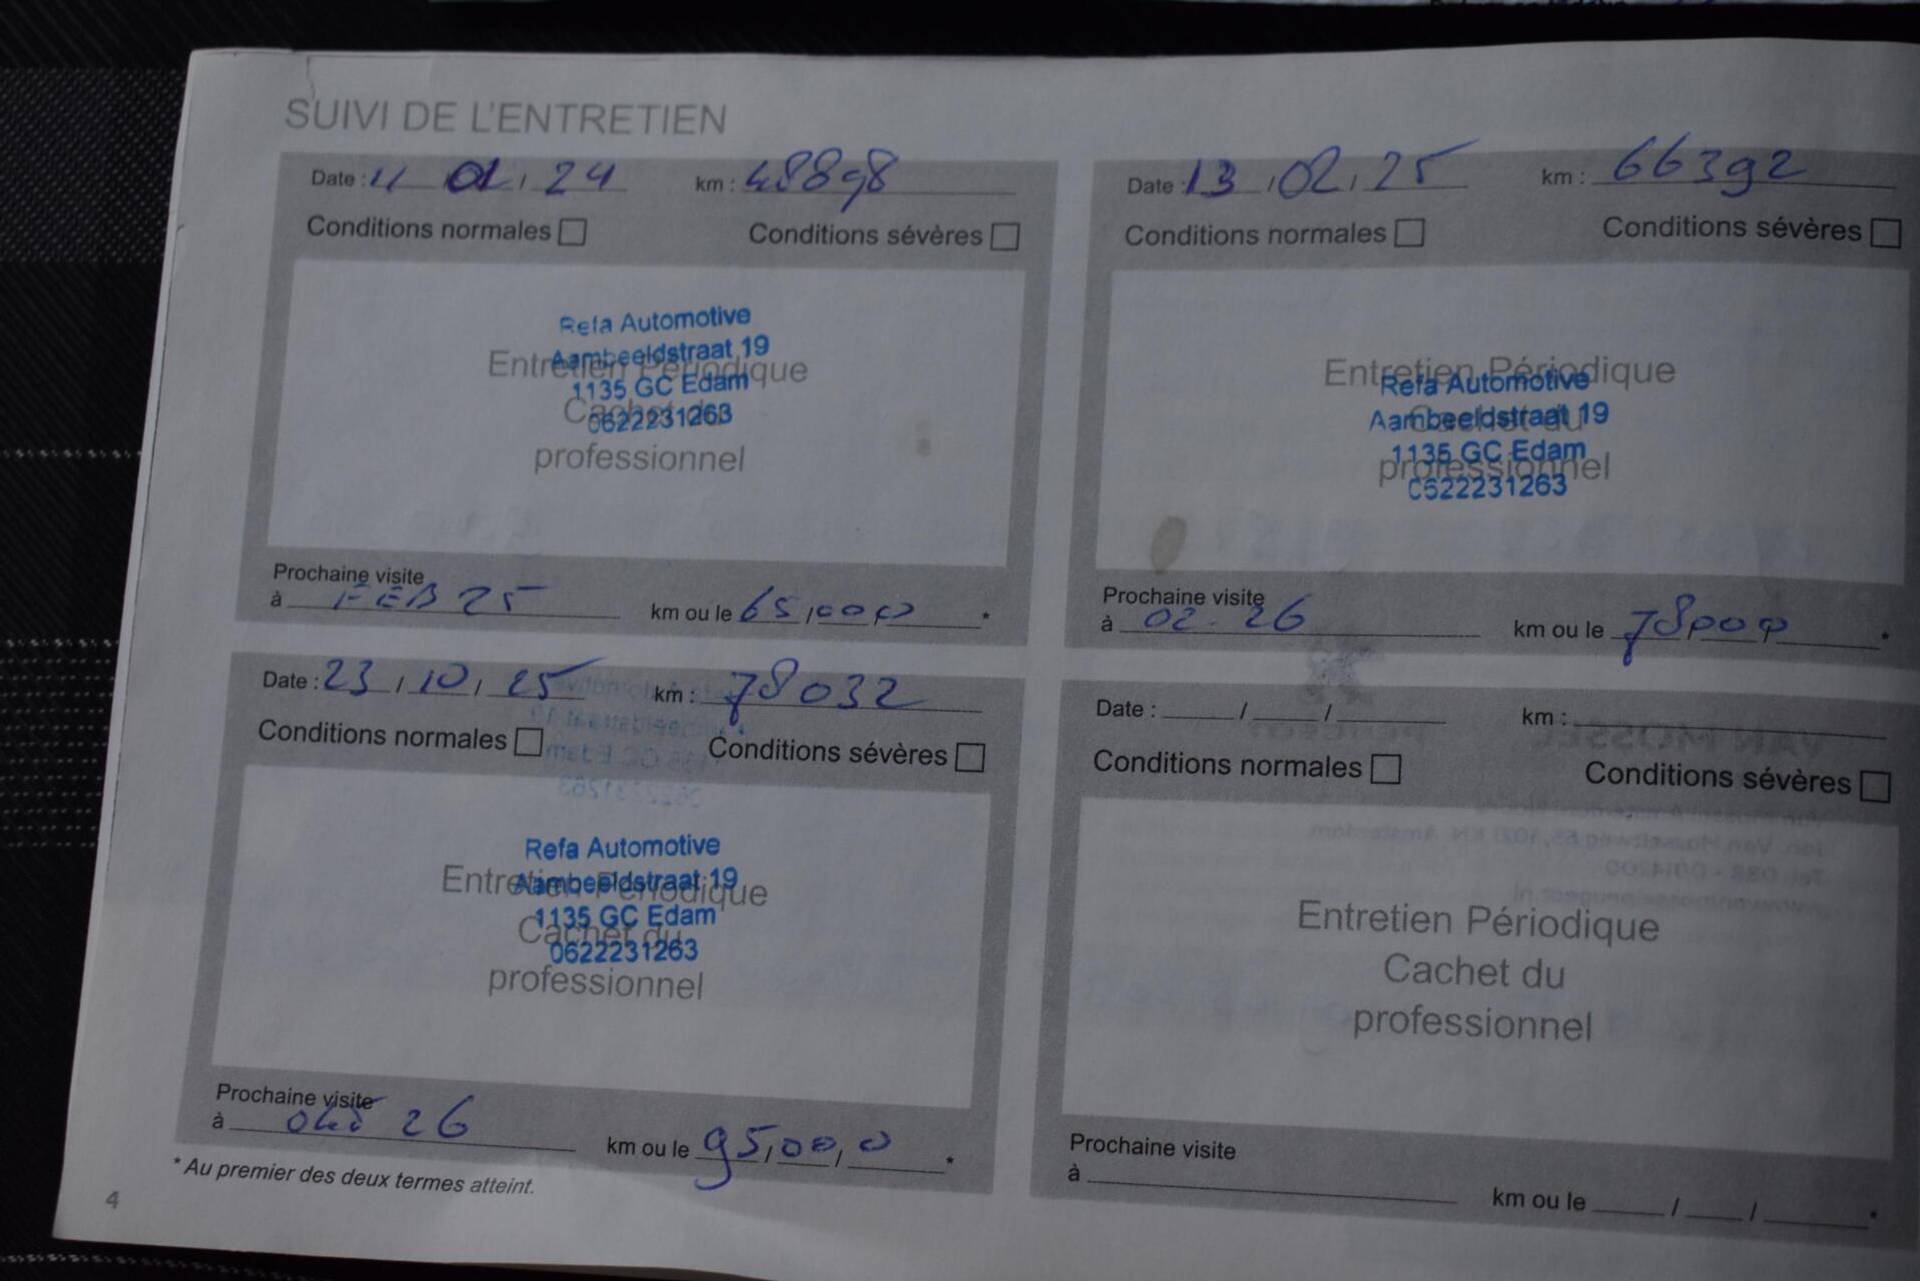 SUIVI DE L'ENTRETIEN
Date : 11 01 / 24 km : 48898
Conditions normales Conditions sévères
Refa Automotive
Aambeeldstraat 19
1135 GC Edam
0622231263
Entretien Périodique
Cachet du
professionnel
Prochaine visite
à FEB 25 km ou le 65,000 *
Date : 13 / 02 / 25 km : 66392
Conditions normales Conditions sévères
Refa Automotive
Aambeeldstraat 19
1135 GC Edam
0622231263
Entretien Périodique
Cachet du
professionnel
Prochaine visite
à 02-26 km ou le 78000 *
Date : 23 / 10 / 25 km : 78032
Conditions normales Conditions sévères
Refa Automotive
Aambeeldstraat 19
1135 GC Edam
0622231263
Entretien Périodique
Cachet du
professionnel
Prochaine visite
à okt 26 km ou le 95,000 *
Date : / / km :
Conditions normales Conditions sévères
Entretien Périodique
Cachet du
professionnel
Prochaine visite
à km ou le / / *
* Au premier des deux termes atteint.
4